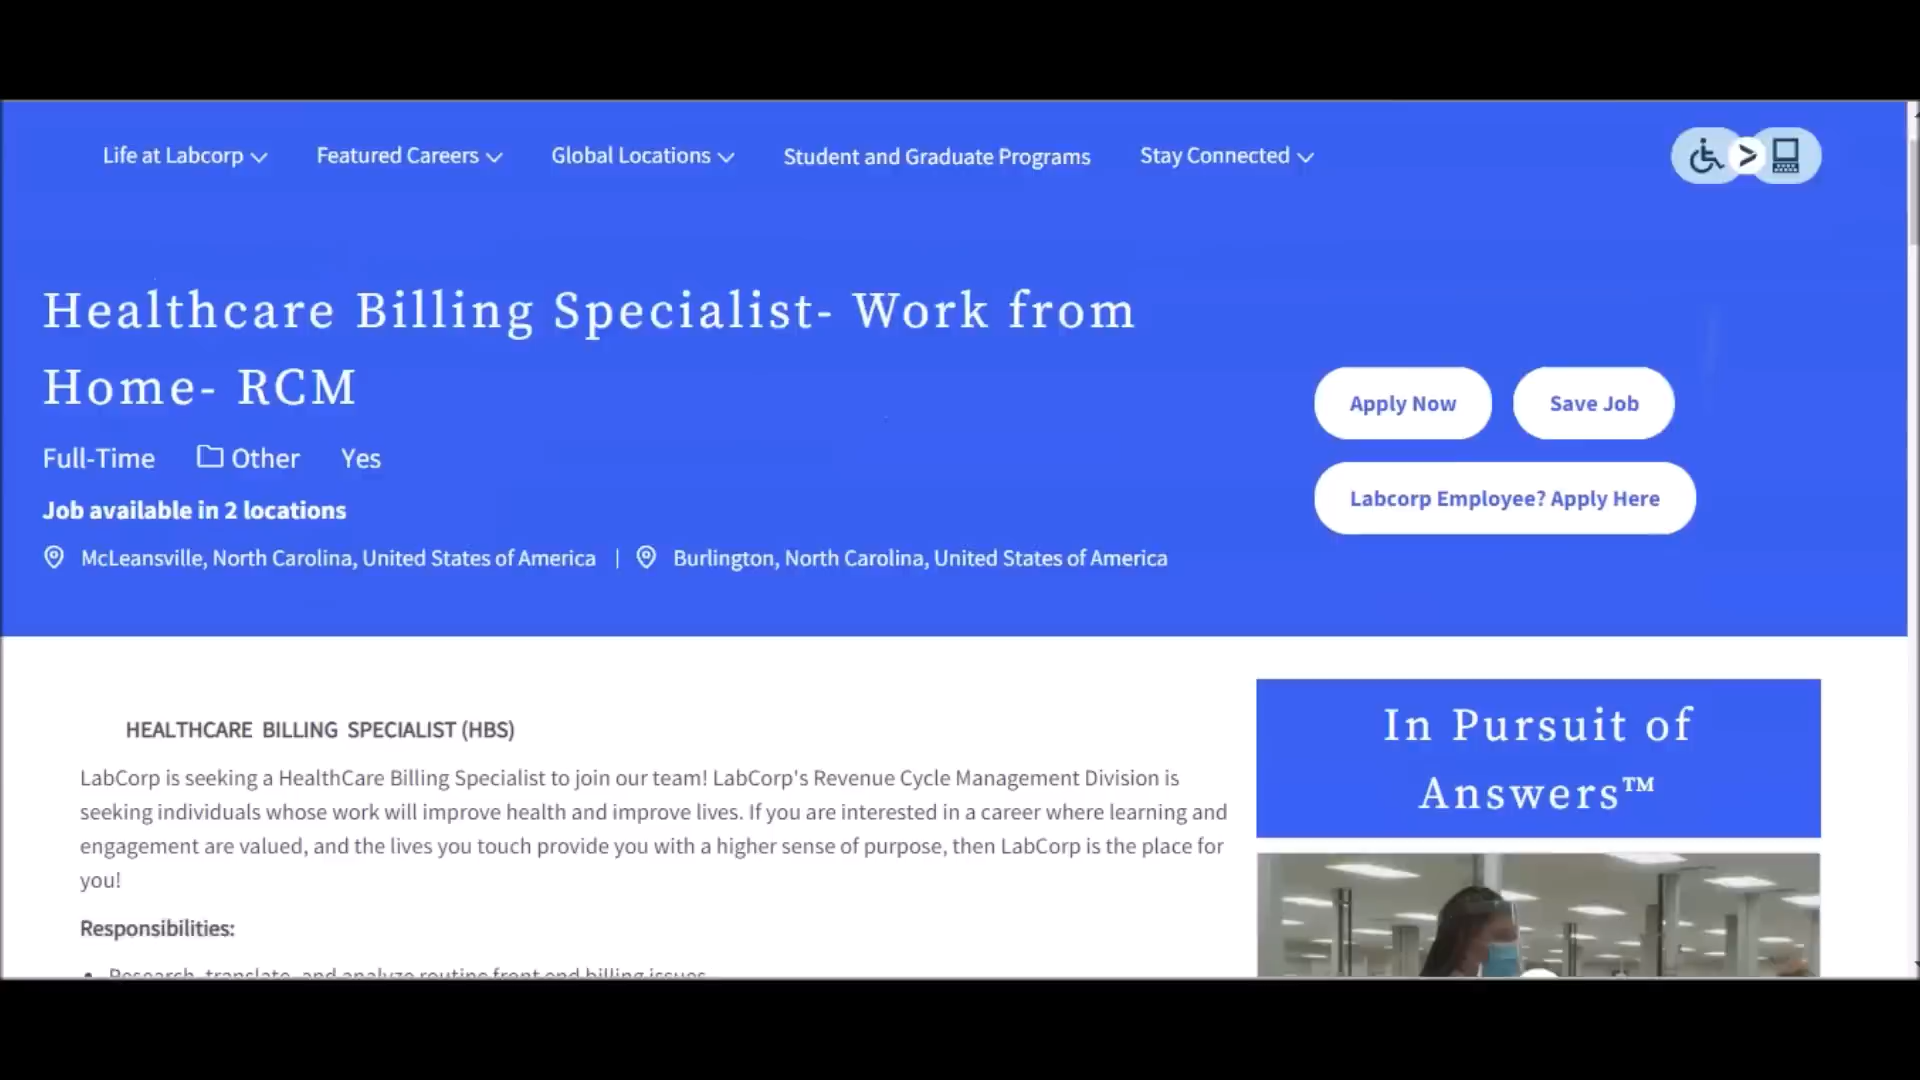 Life at Labcorp Featured Careers Global Locations Student and Graduate Programs Stay Connected
Healthcare Billing Specialist- Work from
Home- RCM
Full-Time Other Yes
Job available in 2 locations
McLeansville, North Carolina, United States of America | Burlington, North Carolina, United States of America
Apply Now Save Job
Labcorp Employee? Apply Here
HEALTHCARE BILLING SPECIALIST (HBS)
LabCorp is seeking a HealthCare Billing Specialist to join our team! LabCorp's Revenue Cycle Management Division is
seeking individuals whose work will improve health and improve lives. If you are interested in a career where learning and
engagement are valued, and the lives you touch provide you with a higher sense of purpose, then LabCorp is the place for
you!
Responsibilities:
• Research, translate, and analyze routine front end billing issues
In Pursuit of
Answers™